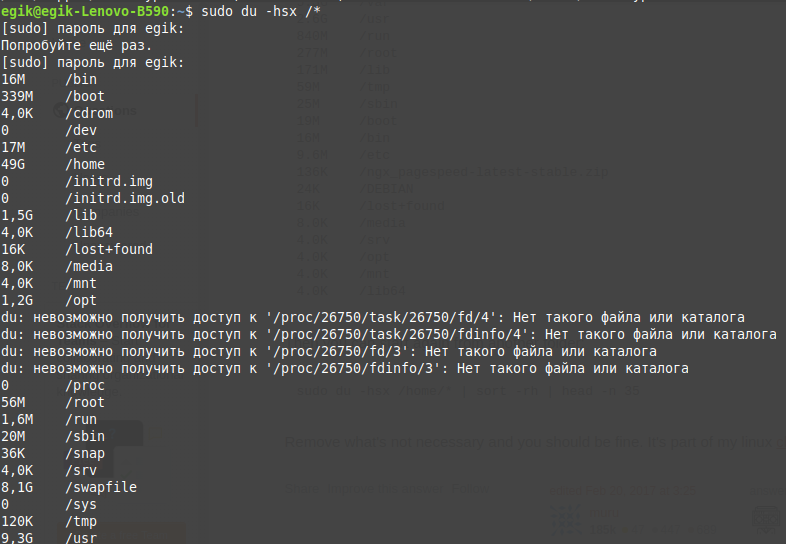 egik@egik-Lenovo-B590:~$ sudo du -hsx /*
[sudo] пароль для egik:
Попробуйте ещё раз.
[sudo] пароль для egik:
16M /bin
339M /boot
4,0K /cdrom
0 /dev
17M /etc
49G /home
0 /initrd.img
0 /initrd.img.old
1,5G /lib
4,0K /lib64
16K /lost+found
8,0K /media
4,0K /mnt
1,2G /opt
du: невозможно получить доступ к '/proc/26750/task/26750/fd/4': Нет такого файла или каталога
du: невозможно получить доступ к '/proc/26750/task/26750/fdinfo/4': Нет такого файла или каталога
du: невозможно получить доступ к '/proc/26750/fd/3': Нет такого файла или каталога
du: невозможно получить доступ к '/proc/26750/fdinfo/3': Нет такого файла или каталога
0 /proc
56M /root
1,6M /run
20M /sbin
36K /snap
4,0K /srv
8,1G /swapfile
0 /sys
120K /tmp
9,3G /usr